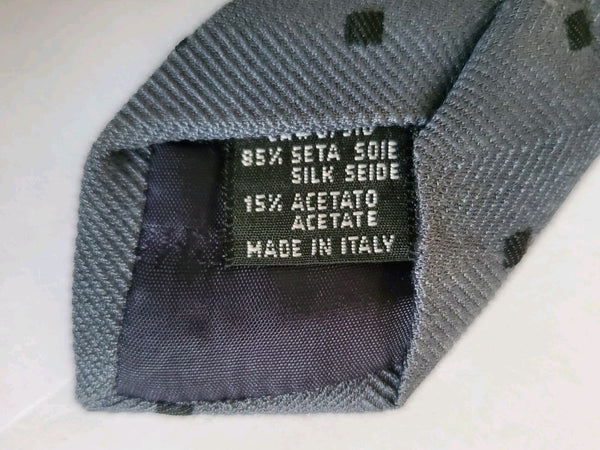 85% SETA SOIE
SILK SEIDE
15% ACETATO
ACETATE
MADE IN ITALY